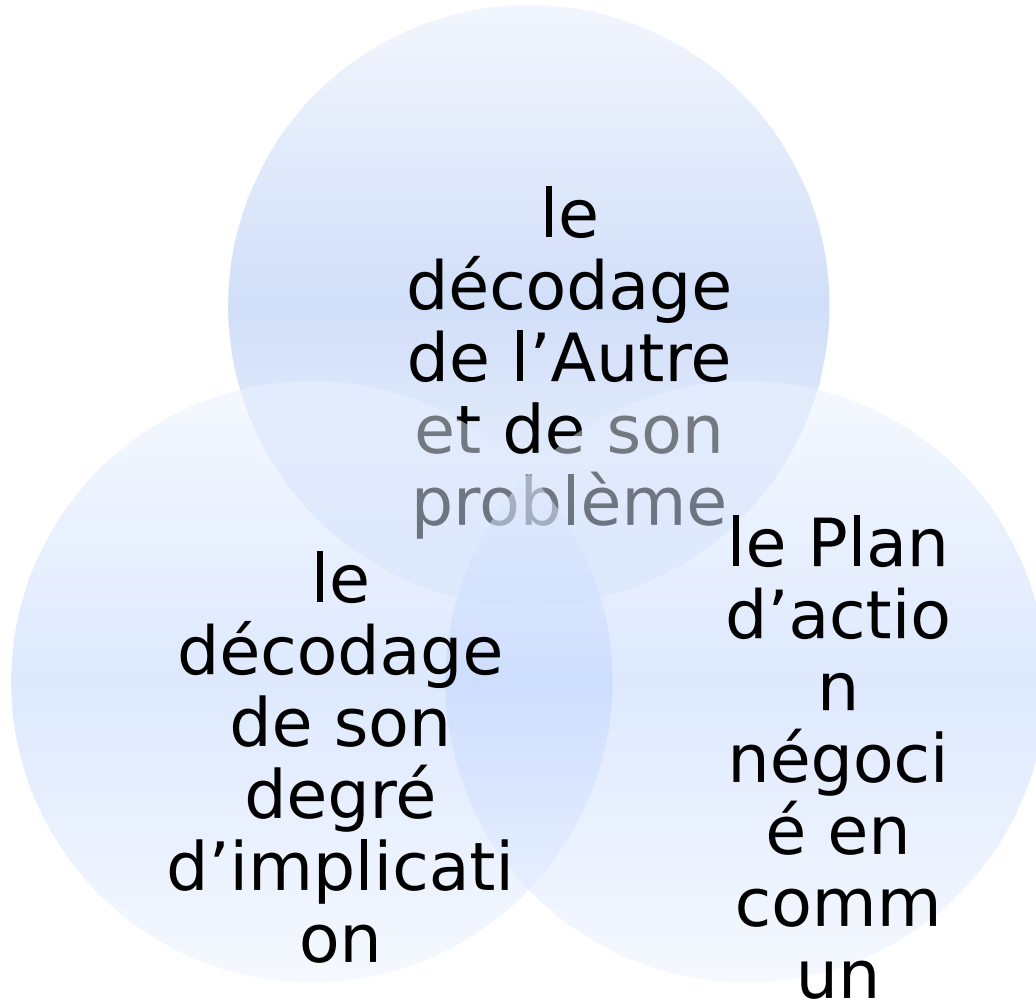 le
décodage
de l’Autre
et de son
problème
le
décodage
de son
degré
d’implicati
on
le Plan
d’actio
n
négoci
é en
comm
un